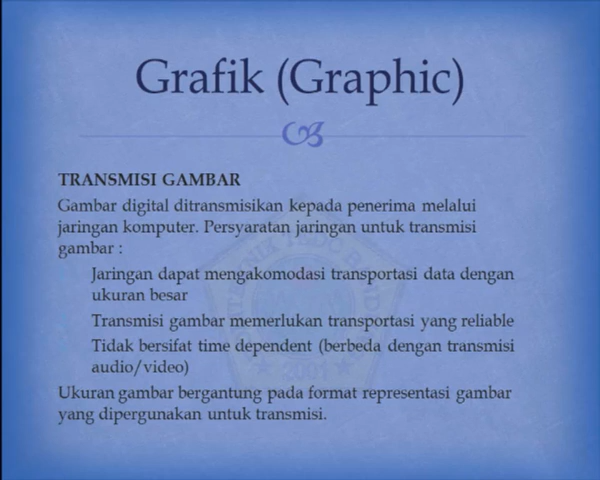 Grafik (Graphic)
TRANSMISI GAMBAR
Gambar digital ditransmisikan kepada penerima melalui
jaringan komputer. Persyaratan jaringan untuk transmisi
gambar :
Jaringan dapat mengakomodasi transportasi data dengan
ukuran besar
Transmisi gambar memerlukan transportasi yang reliable
Tidak bersifat time dependent (berbeda dengan transmisi
audio/video)
Ukuran gambar bergantung pada format representasi gambar
yang dipergunakan untuk transmisi.
2001